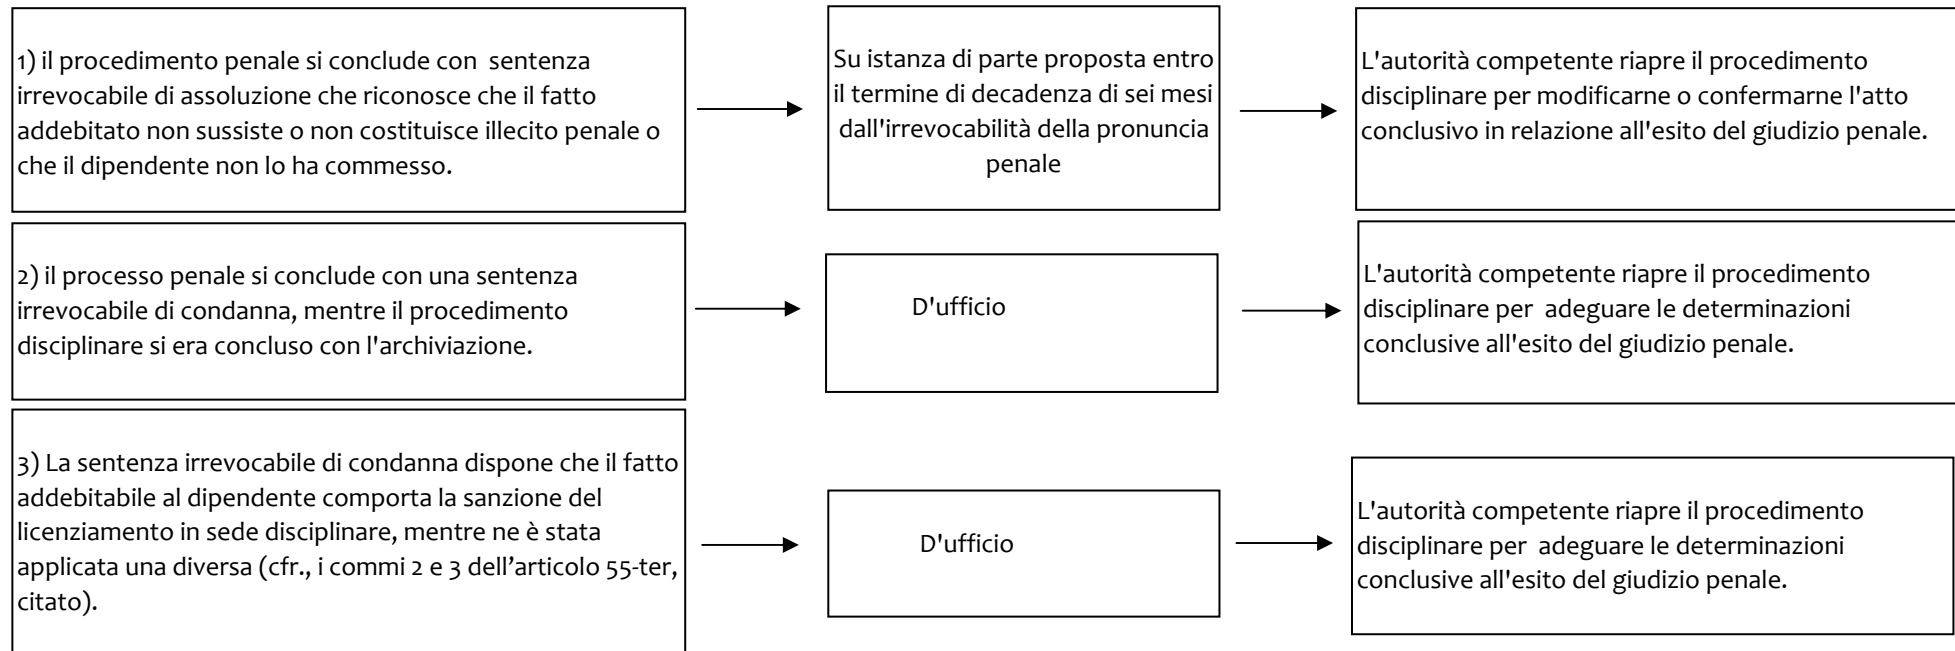 1) il procedimento penale si conclude con sentenza
irrevocabile di assoluzione che riconosce che il fatto
addebitato non sussiste o non costituisce illecito penale o
che il dipendente non lo ha commesso.
Su istanza di parte proposta entro
il termine di decadenza di sei mesi
dall'irrevocabilità della pronuncia
penale
L'autorità competente riapre il procedimento
disciplinare per modificarne o confermarne l'atto
conclusivo in relazione all'esito del giudizio penale.
2) il processo penale si conclude con una sentenza
irrevocabile di condanna, mentre il procedimento
disciplinare si era concluso con l'archiviazione.
D'ufficio
L'autorità competente riapre il procedimento
disciplinare per adeguare le determinazioni
conclusive all'esito del giudizio penale.
3) La sentenza irrevocabile di condanna dispone che il fatto
addebitabile al dipendente comporta la sanzione del
licenziamento in sede disciplinare, mentre ne è stata
applicata una diversa (cfr., i commi 2 e 3 dell’articolo 55-ter,
citato).
D'ufficio
L'autorità competente riapre il procedimento
disciplinare per adeguare le determinazioni
conclusive all'esito del giudizio penale.